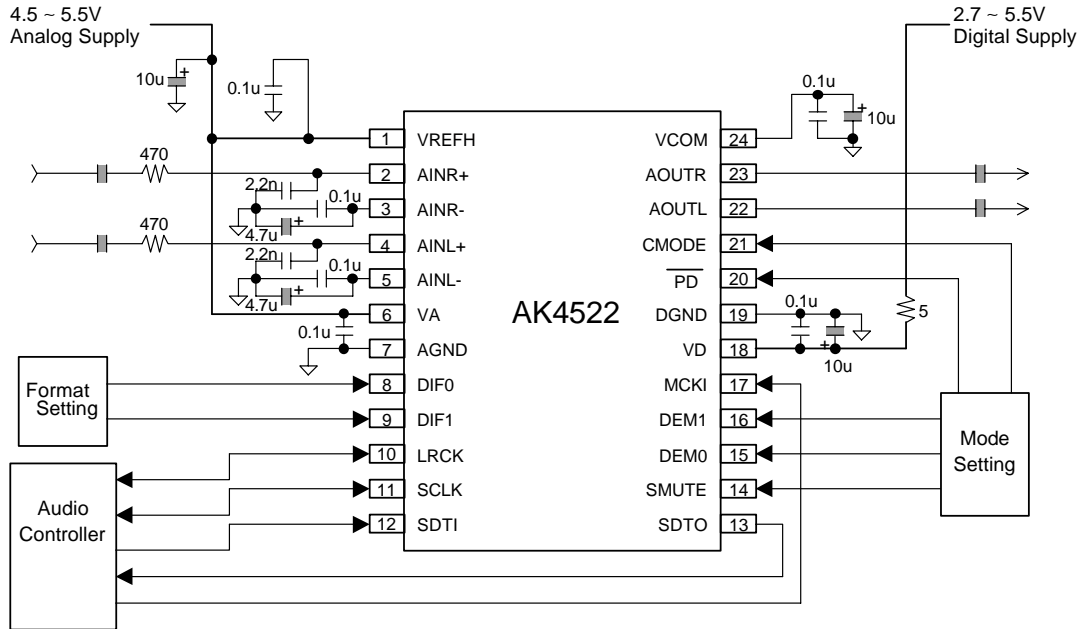 4.5 ~ 5.5V
Analog Supply
2.7 ~ 5.5V
Digital Supply
10u
+
0.1u
0.1u
+
10u
470
2.2n
0.1u
4.7u
+
470
2.2n
0.1u
4.7u
+
0.1u
AK4522
1 VREFH
2 AINR+
3 AINR-
4 AINL+
5 AINL-
6 VA
7 AGND
8 DIF0
9 DIF1
10 LRCK
11 SCLK
12 SDTI
VCOM 24
AOUTR 23
AOUTL 22
CMODE 21
PD 20
DGND 19
VD 18
MCKI 17
DEM1 16
DEM0 15
SMUTE 14
SDTO 13
0.1u
+
10u
5
Format
Setting
Audio
Controller
Mode
Setting